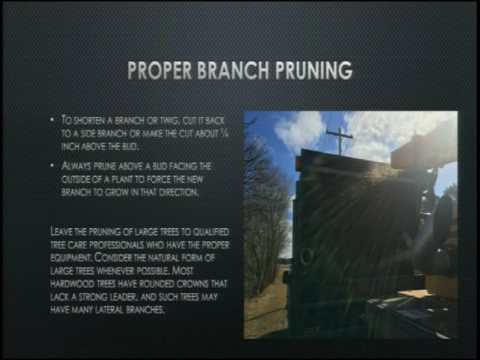 PROPER BRANCH PRUNING
• TO SHORTEN A BRANCH OR TWIG, CUT IT BACK
TO A SIDE BRANCH OR MAKE THE CUT ABOUT ¼
INCH ABOVE THE BUD.
• ALWAYS PRUNE ABOVE A BUD FACING THE
OUTSIDE OF A PLANT TO FORCE THE NEW
BRANCH TO GROW IN THAT DIRECTION.
LEAVE THE PRUNING OF LARGE TREES TO QUALIFIED
TREE CARE PROFESSIONALS WHO HAVE THE PROPER
EQUIPMENT. CONSIDER THE NATURAL FORM OF
LARGE TREES WHENEVER POSSIBLE. MOST
HARDWOOD TREES HAVE ROUNDED CROWNS THAT
LACK A STRONG LEADER, AND SUCH TREES MAY
HAVE MANY LATERAL BRANCHES.